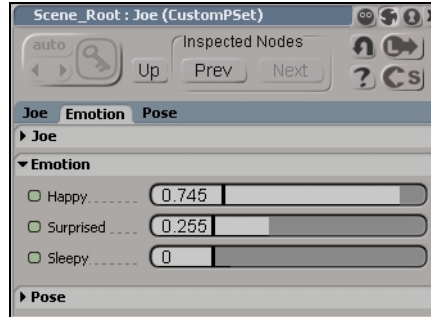 Scene_Root : Joe (CustomPSet)
auto
Inspected Nodes
Up Prev Next
? Cs
Joe Emotion Pose
Joe
Emotion
Happy 0.745
Surprised 0.255
Sleepy 0
Pose